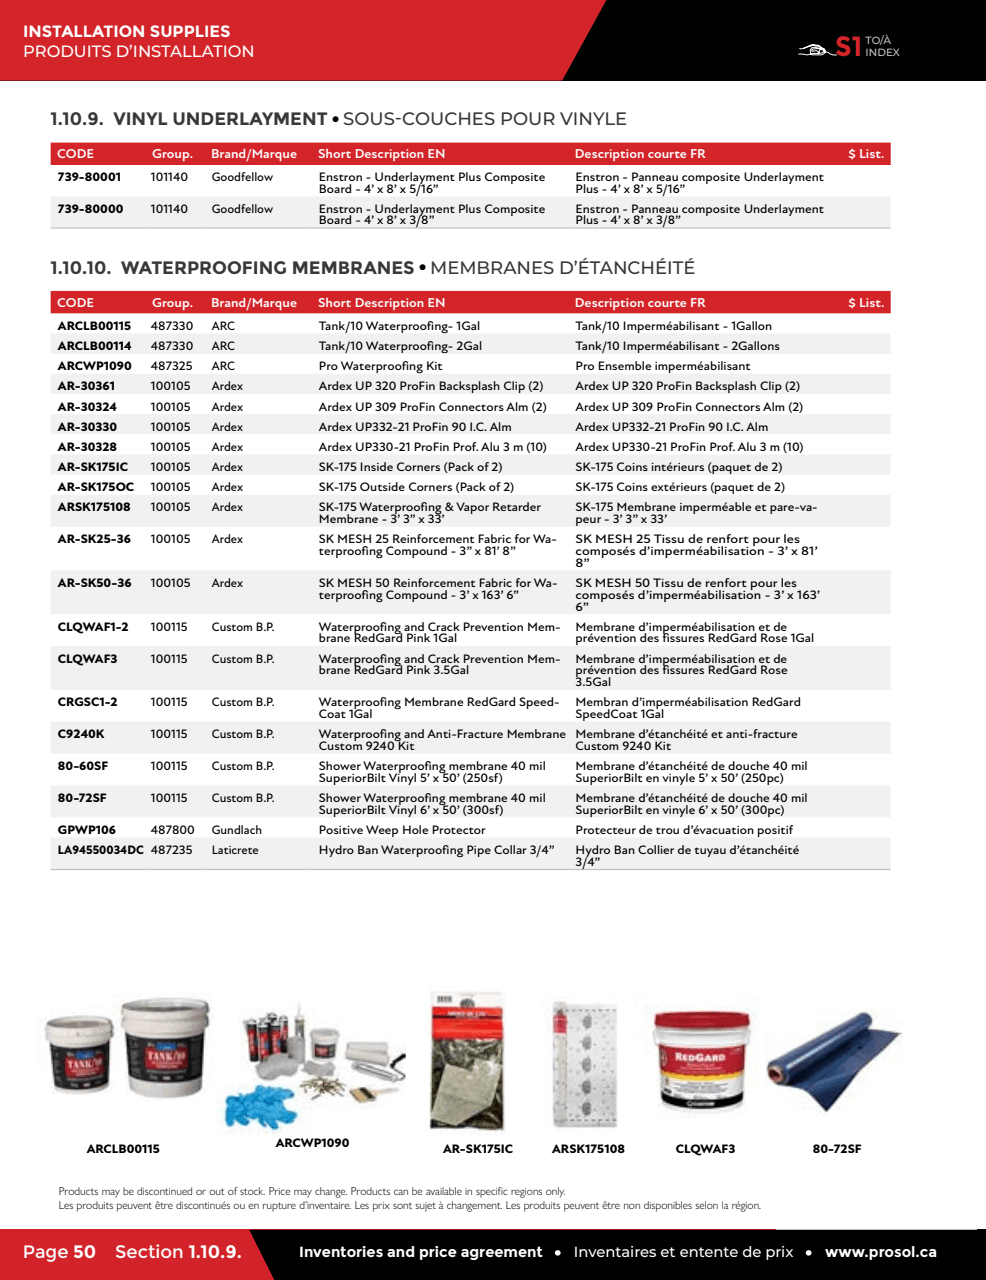 INSTALLATION SUPPLIES
PRODUITS D’INSTALLATION
S1 TO/À
INDEX
1.10.9. VINYL UNDERLAYMENT • SOUS-COUCHES POUR VINYLE
CODE Group. Brand/Marque Short Description EN Description courte FR $ List.
739-80001 101140 Goodfellow Enstron - Underlayment Plus Composite Enstron - Panneau composite Underlayment
Board - 4’ x 8’ x 5/16” Plus - 4’ x 8’ x 5/16”
739-80000 101140 Goodfellow Enstron - Underlayment Plus Composite Enstron - Panneau composite Underlayment
Board - 4’ x 8’ x 3/8” Plus - 4’ x 8’ x 3/8”
1.10.10. WATERPROOFING MEMBRANES • MEMBRANES D’ÉTANCHÉITÉ
CODE Group. Brand/Marque Short Description EN Description courte FR $ List.
ARCLB00115 487330 ARC Tank/10 Waterproofing- 1Gal Tank/10 Imperméabilisant - 1Gallon
ARCLB00114 487330 ARC Tank/10 Waterproofing- 2Gal Tank/10 Imperméabilisant - 2Gallons
ARCWP1090 487325 ARC Pro Waterproofing Kit Pro Ensemble imperméabilisant
AR-30361 100105 Ardex Ardex UP 320 ProFin Backsplash Clip (2) Ardex UP 320 ProFin Backsplash Clip (2)
AR-30324 100105 Ardex Ardex UP 309 ProFin Connectors Alm (2) Ardex UP 309 ProFin Connectors Alm (2)
AR-30330 100105 Ardex Ardex UP332-21 ProFin 90 I.C. Alm Ardex UP332-21 ProFin 90 I.C. Alm
AR-30328 100105 Ardex Ardex UP330-21 ProFin Prof. Alu 3 m (10) Ardex UP330-21 ProFin Prof. Alu 3 m (10)
AR-SK175IC 100105 Ardex SK-175 Inside Corners (Pack of 2) SK-175 Coins intérieurs (paquet de 2)
AR-SK175OC 100105 Ardex SK-175 Outside Corners (Pack of 2) SK-175 Coins extérieurs (paquet de 2)
ARSK175108 100105 Ardex SK-175 Waterproofing & Vapor Retarder SK-175 Membrane imperméable et pare-va-
Membrane - 3’ 3” x 33’ peur - 3’ 3” x 33’
AR-SK25-36 100105 Ardex SK MESH 25 Reinforcement Fabric for Wa- SK MESH 25 Tissu de renfort pour les
terproofing Compound - 3” x 81’ 8” composés d’imperméabilisation - 3’ x 81’
8”
AR-SK50-36 100105 Ardex SK MESH 50 Reinforcement Fabric for Wa- SK MESH 50 Tissu de renfort pour les
terproofing Compound - 3’ x 163’ 6” composés d’imperméabilisation - 3’ x 163’
6”
CLQWAF1-2 100115 Custom B.P. Waterproofing and Crack Prevention Mem- Membrane d’imperméabilisation et de
brane RedGard Pink 1Gal prévention des fissures RedGard Rose 1Gal
CLQWAF3 100115 Custom B.P. Waterproofing and Crack Prevention Mem- Membrane d’imperméabilisation et de
brane RedGard Pink 3.5Gal prévention des fissures RedGard Rose
3.5Gal
CRGSC1-2 100115 Custom B.P. Waterproofing Membrane RedGard Speed- Membran d’imperméabilisation RedGard
Coat 1Gal SpeedCoat 1Gal
C9240K 100115 Custom B.P. Waterproofing and Anti-Fracture Membrane Membrane d’étanchéité et anti-fracture
Custom 9240 Kit Custom 9240 Kit
80-60SF 100115 Custom B.P. Shower Waterproofing membrane 40 mil Membrane d’étanchéité de douche 40 mil
SuperiorBilt Vinyl 5’ x 50’ (250sf) SuperiorBilt en vinyle 5’ x 50’ (250pc)
80-72SF 100115 Custom B.P. Shower Waterproofing membrane 40 mil Membrane d’étanchéité de douche 40 mil
SuperiorBilt Vinyl 6’ x 50’ (300sf) SuperiorBilt en vinyle 6’ x 50’ (300pc)
GPWP106 487800 Gundlach Positive Weep Hole Protector Protecteur de trou d’évacuation positif
LA94550034DC 487235 Laticrete Hydro Ban Waterproofing Pipe Collar 3/4” Hydro Ban Collier de tuyau d’étanchéité
3/4”
TANK/10
TANK/10
REDGARD
ARCLB00115
ARCWP1090
AR-SK175IC
ARSK175108
CLQWAF3
80-72SF
Products may be discontinued or out of stock. Price may change. Products can be available in specific regions only.
Les produits peuvent être discontinués ou en rupture d’inventaire. Les prix sont sujet à changement. Les produits peuvent être non disponibles selon la région.
Page 50 Section 1.10.9. Inventories and price agreement • Inventaires et entente de prix • www.prosol.ca